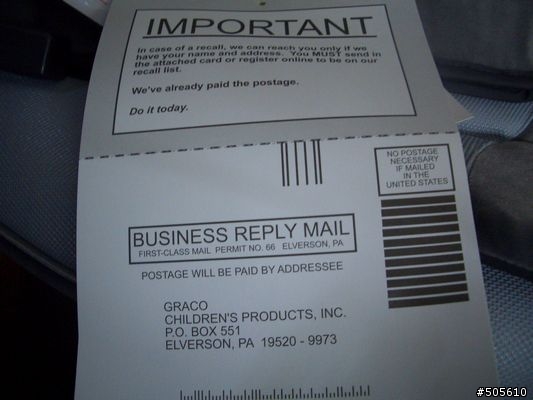 IMPORTANT
In case of a recall, we can reach you only if we
have your name and address. You MUST send in
the attached card or register online to be on our
recall list.
We've already paid the postage.
Do it today.
NO POSTAGE
NECESSARY
IF MAILED
IN THE
UNITED STATES
BUSINESS REPLY MAIL
FIRST-CLASS MAIL PERMIT NO. 66 ELVERSON, PA
POSTAGE WILL BE PAID BY ADDRESSEE
GRACO
CHILDREN'S PRODUCTS, INC.
P.O. BOX 551
ELVERSON, PA 19520 - 9973
#505610